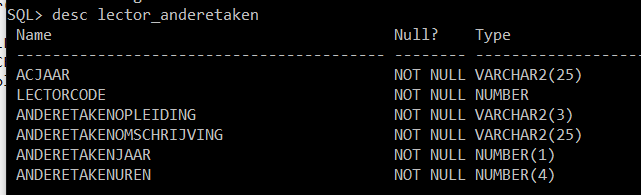 SQL> desc lector_anderetaken
Name Null? Type
----------------------------------------- -------- ----------------------
ACJAAR NOT NULL VARCHAR2(25)
LECTORCODE NOT NULL NUMBER
ANDERETAKENOPLEIDING NOT NULL VARCHAR2(3)
ANDERETAKENOMSCHRIJVING NOT NULL VARCHAR2(25)
ANDERETAKENJAAR NOT NULL NUMBER(1)
ANDERETAKENUREN NOT NULL NUMBER(4)